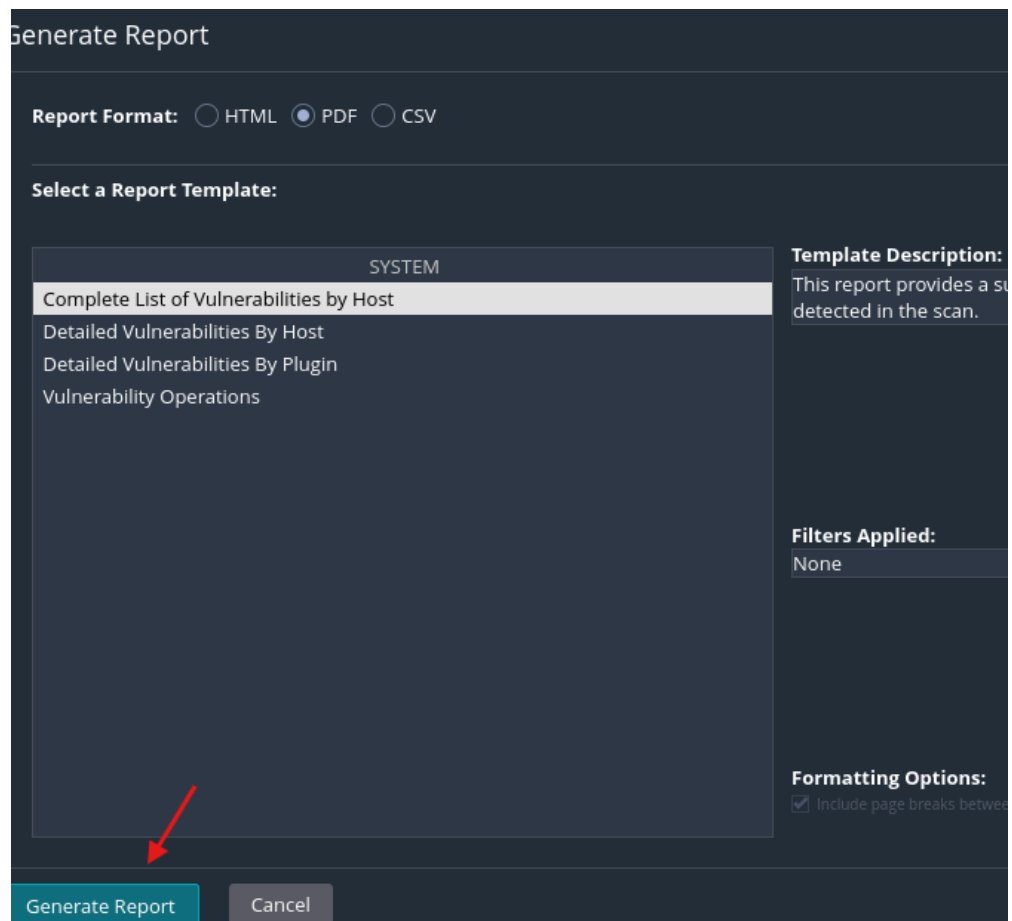 Generate Report
Report Format: HTML PDF CSV
Select a Report Template:
SYSTEM
Complete List of Vulnerabilities by Host
Detailed Vulnerabilities By Host
Detailed Vulnerabilities By Plugin
Vulnerability Operations
Template Description:
This report provides a su
detected in the scan.
Filters Applied:
None
Formatting Options:
Include page breaks betwee
Generate Report
Cancel